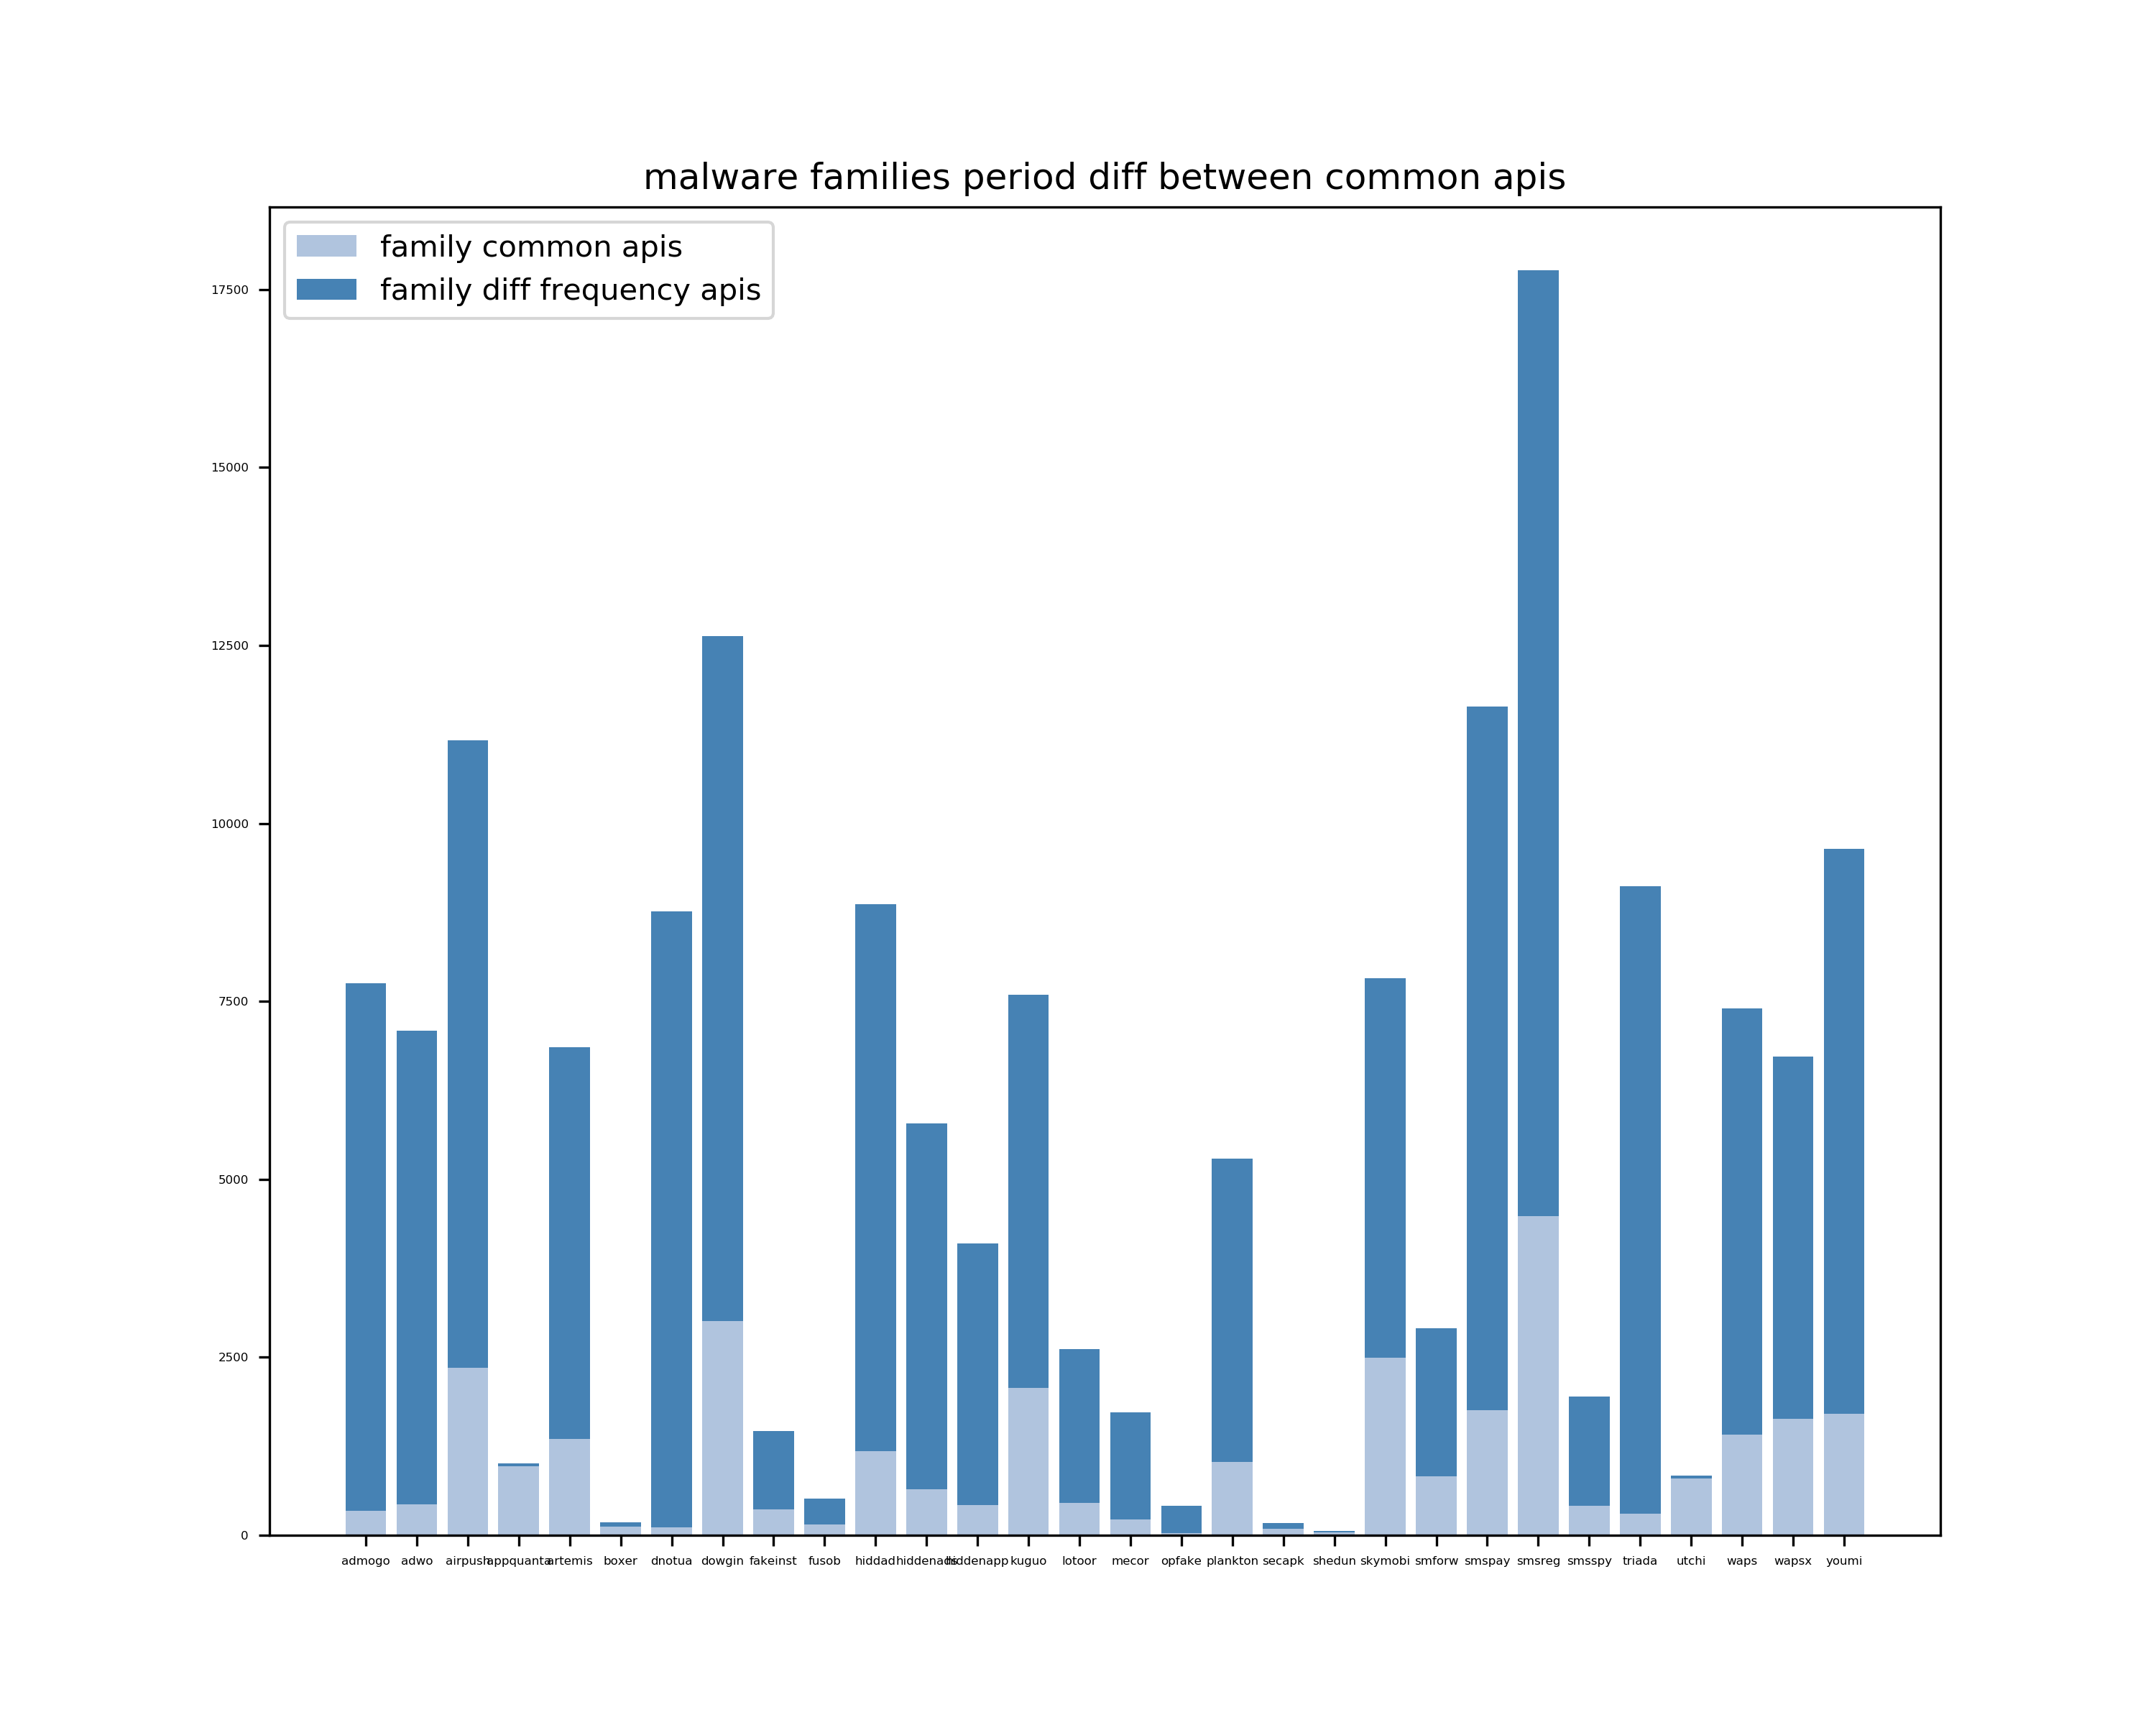 malware families period diff between common apis
family common apis
family diff frequency apis
17500
15000
12500
10000
7500
5000
2500
0
admogo adwo airpush appquanta artemis boxer dnotua dowgin fakeinst fusob hiddad hiddenads hiddenapp kuguo lotoor mecor opfake plankton secapk shedun skymobi smforw smspay smsreg smsspy triada utchi waps wapsx youmi